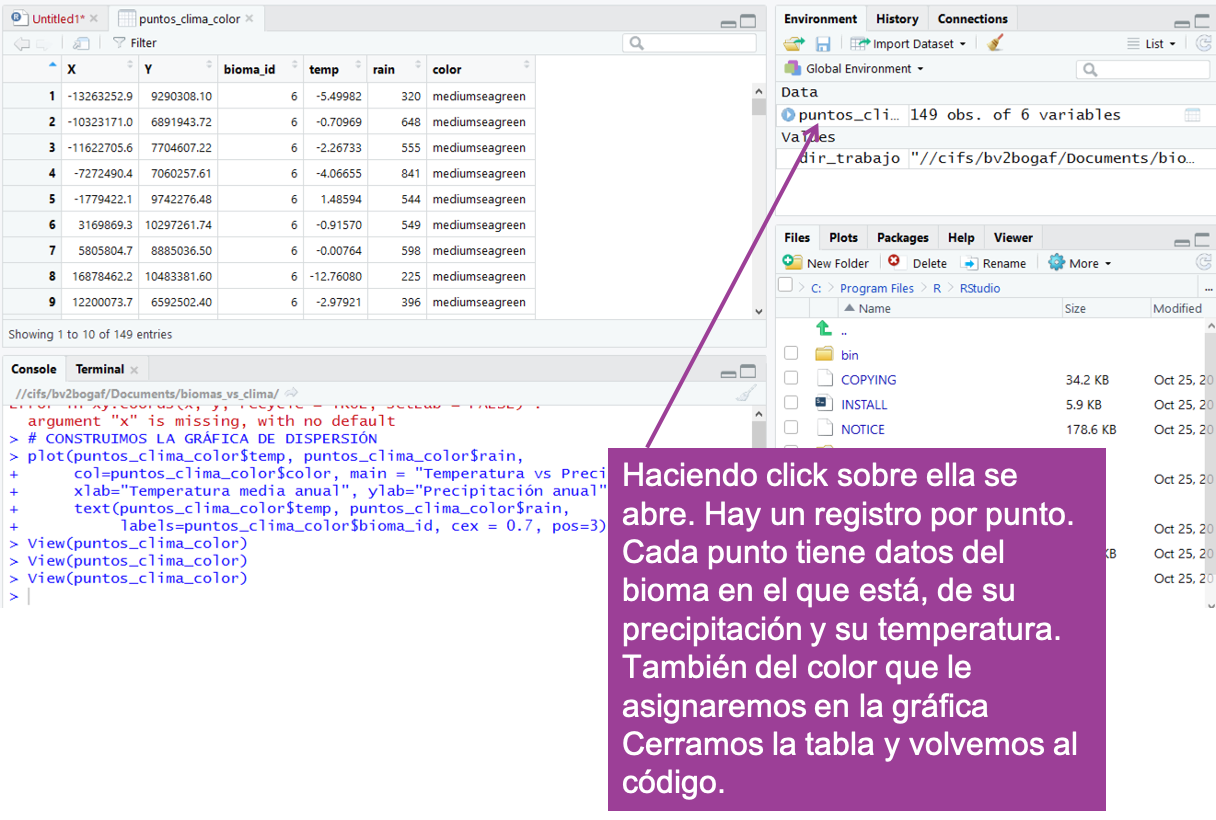 Untitled1* ×
puntos_clima_color ×
Filter
X Y bioma_id temp rain color
1 -13263252.9 9290308.10 6 -5.49982 320 mediumseagreen
2 -10323171.0 6891943.72 6 -0.70969 648 mediumseagreen
3 -11622705.6 7704607.22 6 -2.26733 555 mediumseagreen
4 -7272490.4 7060257.61 6 -4.06655 841 mediumseagreen
5 -1779422.1 9742276.48 6 1.48594 544 mediumseagreen
6 3169869.3 10297261.74 6 -0.91570 549 mediumseagreen
7 5805804.7 8885036.50 6 -0.00764 598 mediumseagreen
8 16878462.2 10483381.60 6 -12.76080 225 mediumseagreen
9 12200073.7 6592502.40 6 -2.97921 396 mediumseagreen
Showing 1 to 10 of 149 entries
Console Terminal ×
//cifs/bv2bogaf/Documents/biomas_vs_clima/
Error in xy.coords(x, y, recycle = TRUE, setLab = FALSE) :
argument "x" is missing, with no default
> # CONSTRUIMOS LA GRÁFICA DE DISPERSIÓN
> plot(puntos_clima_color$temp, puntos_clima_color$rain,
+ col=puntos_clima_color$color, main = "Temperatura vs Preci
+ xlab="Temperatura media anual", ylab="Precipitación anual"
+ text(puntos_clima_color$temp, puntos_clima_color$rain,
+ labels=puntos_clima_color$bioma_id, cex = 0.7, pos=3)
> View(puntos_clima_color)
> View(puntos_clima_color)
> View(puntos_clima_color)
>
Environment History Connections
Import Dataset
List
Global Environment
Data
puntos_cli… 149 obs. of 6 variables
Values
dir_trabajo "//cifs/bv2bogaf/Documents/bio…
Files Plots Packages Help Viewer
New Folder Delete Rename More
C: > Program Files > R > RStudio
...
Name Size Modified
..
bin
COPYING 34.2 KB Oct 25, 20
INSTALL 5.9 KB Oct 25, 20
NOTICE 178.6 KB Oct 25, 20
Oct 25, 20
Oct 25, 20
KB Oct 25, 20
Oct 25, 20
Haciendo click sobre ella se
abre. Hay un registro por punto.
Cada punto tiene datos del
bioma en el que está, de su
precipitación y su temperatura.
También del color que le
asignaremos en la gráfica
Cerramos la tabla y volvemos al
código.